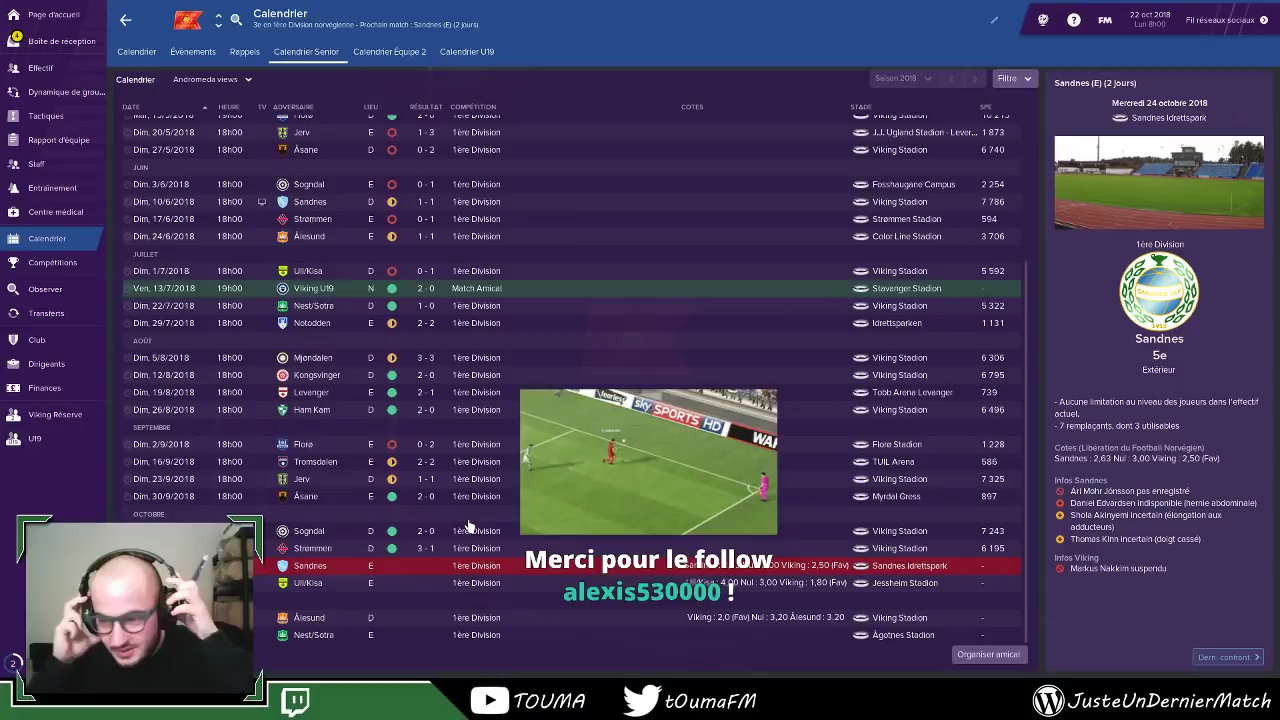 Page d'accueil
Calendrier
3e en 1ère Division norvégienne - Prochain match : Sandnes (E) (2 jours)
22 oct 2018
Lun 8h00
Fil réseaux sociaux
FM
4
Boîte de réception
Calendrier Évènements Rappels Calendrier Senior Calendrier Équipe 2 Calendrier U19
Effectif
Dynamique de grou...
Tactiques
Rapport d'équipe
Staff
Entraînement
Centre médical
Calendrier
Compétitions
Observer
Transferts
Club
Dirigeants
Finances
Viking Réserve
U19
2
Calendrier Andromeda views Saison 2018 Filtre
DATE HEURE TV ADVERSAIRE LIEU RÉSULTAT COMPÉTITION COTES STADE SPE
Dim, 20/5/2018 18h00 Jerv E 1 - 3 1ère Division J.J. Ugland Stadion - Lever... 1 873
Dim, 27/5/2018 18h00 Åsane D 0 - 2 1ère Division Viking Stadion 6 740
JUIN
Dim, 3/6/2018 18h00 Sogndal E 0 - 1 1ère Division Fosshaugane Campus 2 254
Dim, 10/6/2018 18h00 Sandnes D 1 - 1 1ère Division Viking Stadion 7 786
Dim, 17/6/2018 18h00 Strømmen E 0 - 1 1ère Division Strømmen Stadion 594
Dim, 24/6/2018 18h00 Ålesund E 1 - 1 1ère Division Color Line Stadion 3 706
JUILLET
Dim, 1/7/2018 18h00 Ull/Kisa D 0 - 1 1ère Division Viking Stadion 5 592
Ven, 13/7/2018 19h00 Viking U19 N 2 - 0 Match Amical Stavanger Stadion -
Dim, 22/7/2018 18h00 Nest/Sotra D 1 - 0 1ère Division Viking Stadion 5 322
Dim, 29/7/2018 18h00 Notodden E 2 - 2 1ère Division Idrettsparken 1 131
AOÛT
Dim, 5/8/2018 18h00 Mjøndalen D 3 - 3 1ère Division Viking Stadion 6 306
Dim, 12/8/2018 18h00 Kongsvinger D 2 - 0 1ère Division Viking Stadion 6 795
Dim, 19/8/2018 18h00 Levanger E 2 - 1 1ère Division Tobb Arena Levanger 739
Dim, 26/8/2018 18h00 Ham Kam D 2 - 0 1ère Division Viking Stadion 6 496
SEPTEMBRE
Dim, 2/9/2018 18h00 Florø E 0 - 2 1ère Division Florø Stadion 1 228
Dim, 16/9/2018 18h00 Tromsdalen E 2 - 2 1ère Division TUIL Arena 586
Dim, 23/9/2018 18h00 Jerv D 1 - 1 1ère Division Viking Stadion 7 325
Dim, 30/9/2018 18h00 Åsane E 2 - 0 1ère Division Myrdal Gress 897
OCTOBRE
Sogndal D 2 - 0 1ère Division Viking Stadion 7 243
Strømmen D 3 - 1 1ère Division Viking Stadion 6 195
Sandnes E 1ère Division 2,50 (Fav) Sandnes Idrettspark -
Ull/Kisa E 1ère Division Ull/Kisa : 4,00 Nul : 3,00 Viking : 1,80 (Fav) Jessheim Stadion -
Ålesund D 1ère Division Viking : 2,0 (Fav) Nul : 3,20 Ålesund : 3,20 Viking Stadion -
Nest/Sotra E 1ère Division Ågotnes Stadion -
Organiser amical
fearless
sky SPORTS HD
Merci pour le follow
alexis530000 !
Sandnes (E) (2 jours)
Mercredi 24 octobre 2018
Sandnes Idrettspark
1ère Division
SANDNES ULF
1911
Sandnes
5e
Extérieur
- Aucune limitation au niveau des joueurs dans l'effectif
actuel.
- 7 remplaçants, dont 3 utilisables
Cotes (Libération du Football Norvégien)
Sandnes : 2,63 Nul : 3,00 Viking : 2,50 (Fav)
Infos Sandnes
Ari Mohr Jónsson pas enregistré
Daniel Edvardsen indisponible (hernie abdominale)
Shola Akinyemi incertain (élongation aux
adducteurs)
Thomas Kinn incertain (doigt cassé)
Infos Viking
Markus Nakkim suspendu
Dern. confront
TOUMA
tOumaFM
JusteUnDernierMatch